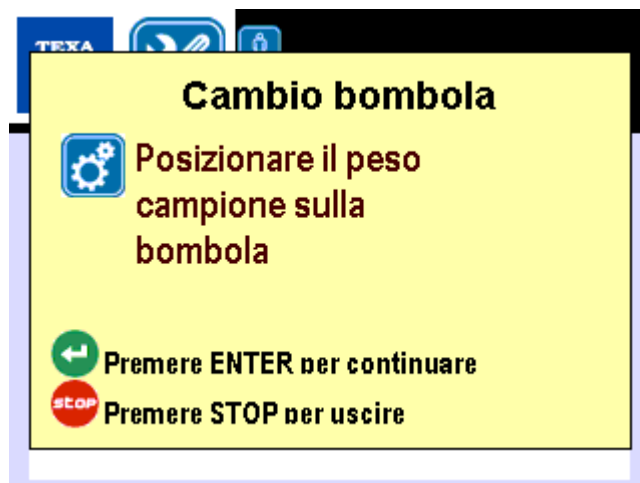 TEXA
Cambio bombola
Posizionare il peso
campione sulla
bombola
Premere ENTER per continuare
STOP Premere STOP per uscire